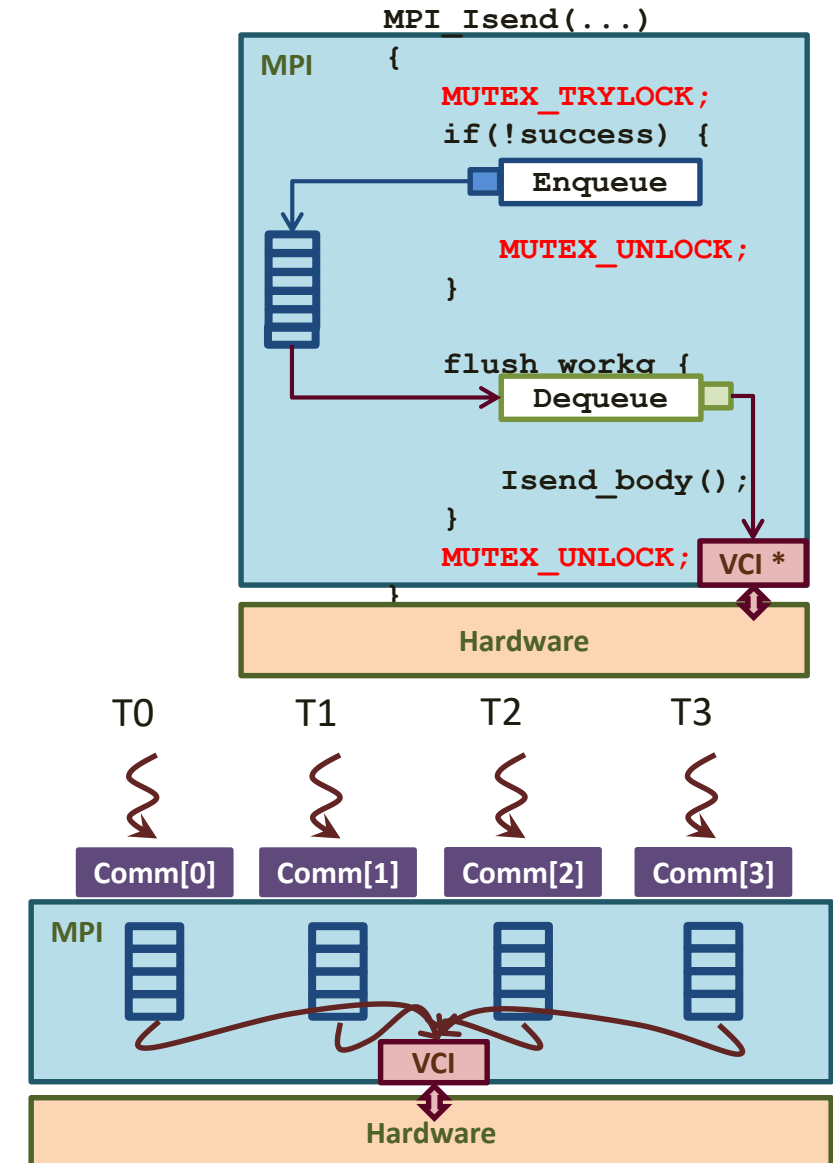 MPI_Isend(...)
MPI {
MUTEX_TRYLOCK;
if(!success) {
Enqueue
MUTEX_UNLOCK;
}
flush_workq {
Dequeue
Isend_body();
}
MUTEX_UNLOCK; VCI *
}
Hardware
T0 T1 T2 T3
Comm[0] Comm[1] Comm[2] Comm[3]
MPI
VCI
Hardware